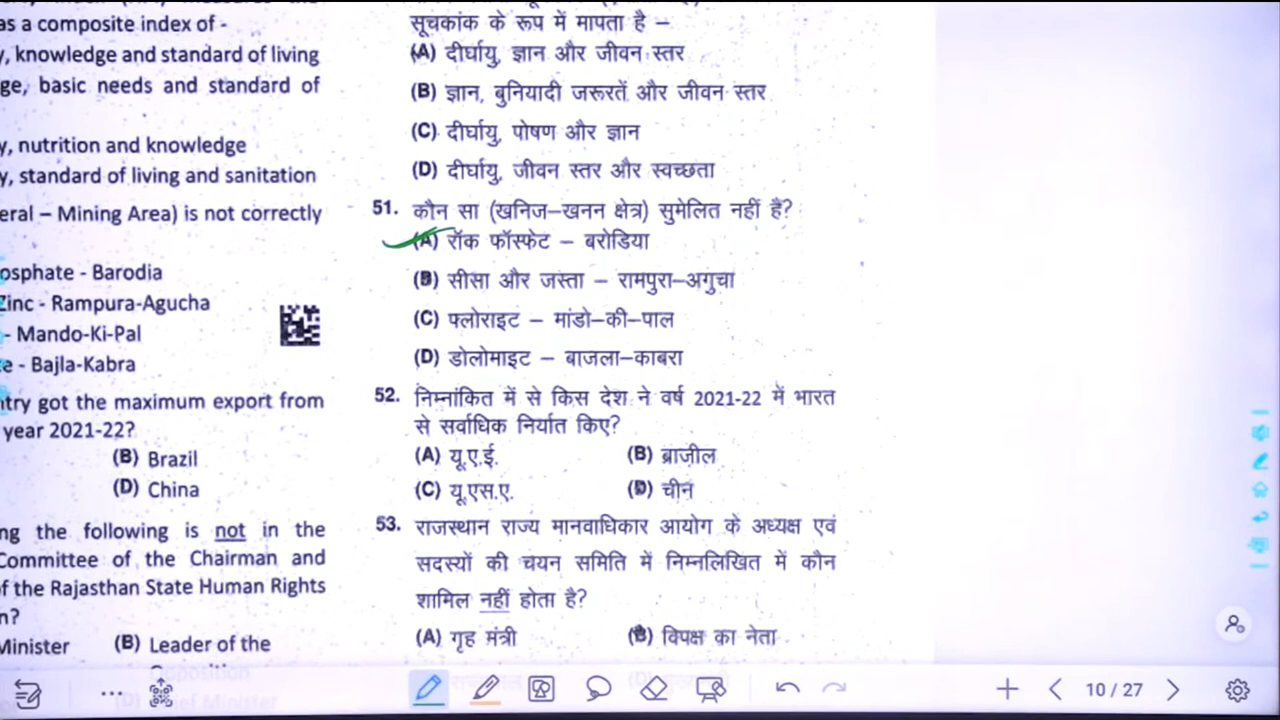 as a composite index of -
y, knowledge and standard of living
ge, basic needs and standard of
y, nutrition and knowledge
y, standard of living and sanitation
eral – Mining Area) is not correctly
osphate - Barodia
Zinc - Rampura-Agucha
- Mando-Ki-Pal
e - Bajla-Kabra
ntry got the maximum export from
year 2021-22?
(B) Brazil
(D) China
ng the following is not in the
Committee of the Chairman and
of the Rajasthan State Human Rights
n?
Minister (B) Leader of the
Opposition
(D) Chief Minister
सूचकांक के रूप में मापता है –
(A) दीर्घायु, ज्ञान और जीवन स्तर
(B) ज्ञान, बुनियादी जरूरतें और जीवन स्तर
(C) दीर्घायु, पोषण और ज्ञान
(D) दीर्घायु, जीवन स्तर और स्वच्छता
51. कौन सा (खनिज–खनन क्षेत्र) सुमेलित नहीं है?
(A) रॉक फॉस्फेट – बरोडिया
(B) सीसा और जस्ता – रामपुरा–अगुचा
(C) फ्लोराइट – मांडो–की–पाल
(D) डोलोमाइट – बाजला–काबरा
52. निम्नांकित में से किस देश ने वर्ष 2021-22 में भारत
से सर्वाधिक निर्यात किए?
(A) यू.ए.ई. (B) ब्राज़ील
(C) यू.एस.ए. (D) चीन
53. राजस्थान राज्य मानवाधिकार आयोग के अध्यक्ष एवं
सदस्यों की चयन समिति में निम्नलिखित में कौन
शामिल नहीं होता है?
(A) गृह मंत्री (B) विपक्ष का नेता
10 / 27